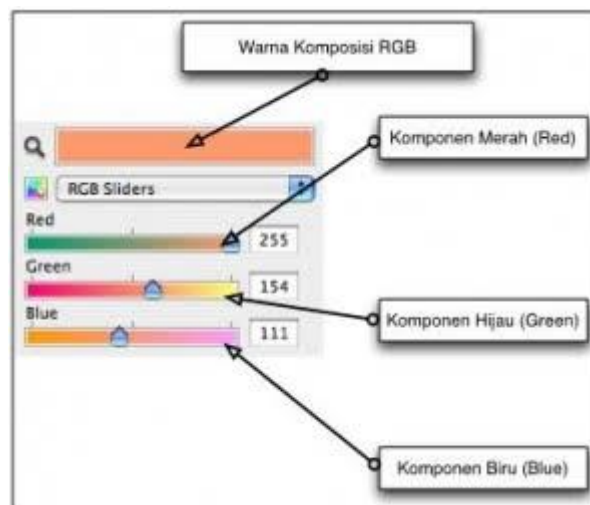 Warna Komposisi RGB
Komponen Merah (Red)
RGB Sliders
Red
255
Green
154
Komponen Hijau (Green)
Blue
111
Komponen Biru (Blue)